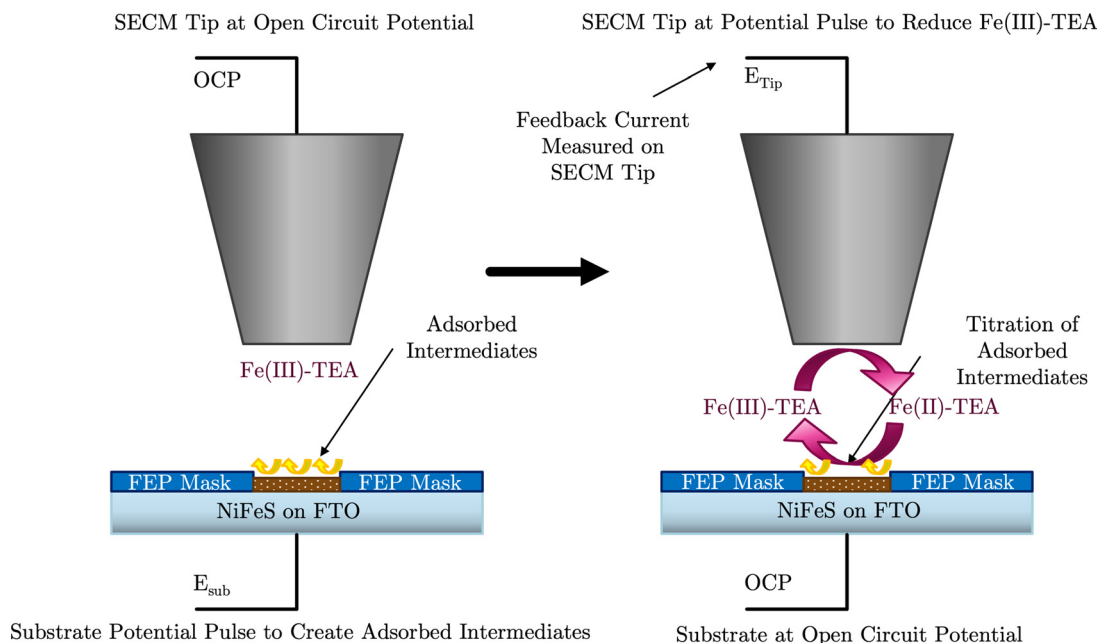 SECM Tip at Open Circuit Potential
OCP
Adsorbed
Intermediates
Fe(III)-TEA
FEP Mask
FEP Mask
NiFeS on FTO
E_sub
Substrate Potential Pulse to Create Adsorbed Intermediates
SECM Tip at Potential Pulse to Reduce Fe(III)-TEA
E_Tip
Feedback Current
Measured on
SECM Tip
Titration of
Adsorbed
Intermediates
Fe(III)-TEA
Fe(II)-TEA
FEP Mask
FEP Mask
NiFeS on FTO
OCP
Substrate at Open Circuit Potential